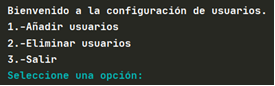 Bienvenido a la configuración de usuarios.
1.-Añadir usuarios
2.-Eliminar usuarios
3.-Salir
Seleccione una opción: